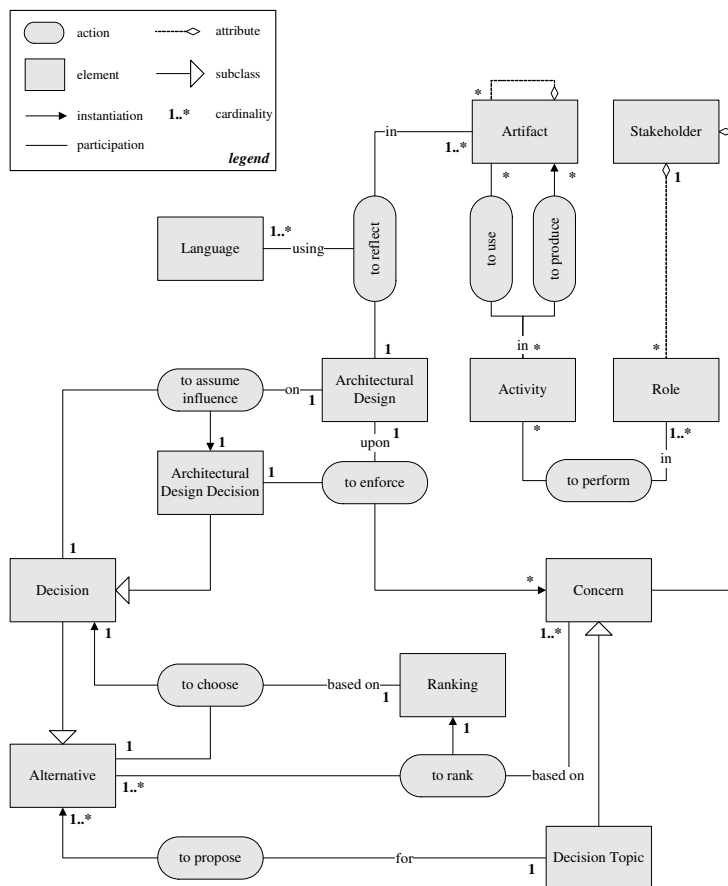 action
attribute
element
subclass
instantiation
1..*
cardinality
participation
legend
*
Artifact
1..*
in
Stakeholder
1
*
*
Language
1..*
using
to reflect
to use
to produce
1
in
*
*
to assume
influence
on
1
Architectural
Design
1
Activity
*
Role
1..*
1
upon
in
Architectural
Design Decision
1
to enforce
to perform
1
*
Decision
1
Concern
1..*
to choose
based on
1
Ranking
1
1
Alternative
1..*
to rank
based on
1..*
to propose
for
1
Decision Topic